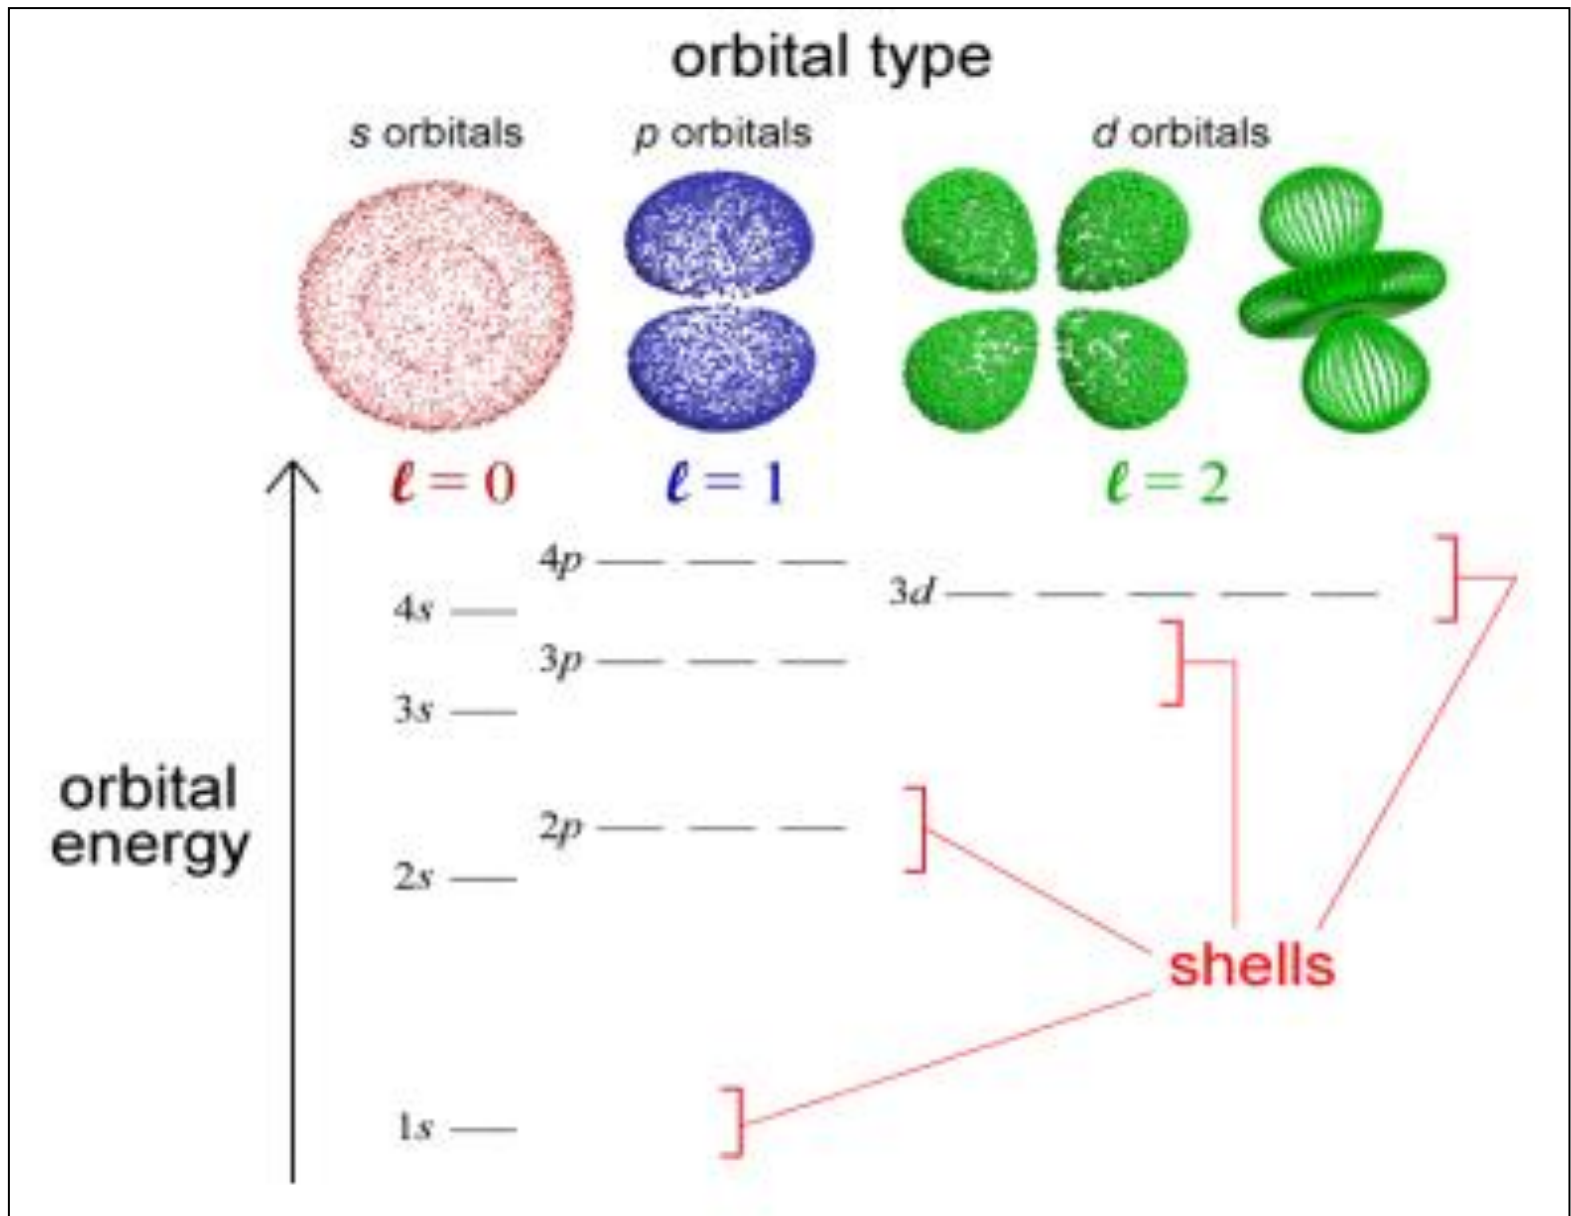 orbital type
s orbitals
p orbitals
d orbitals
ℓ = 0
ℓ = 1
ℓ = 2
4p
3d
4s
3p
3s
orbital
energy
2p
2s
shells
1s